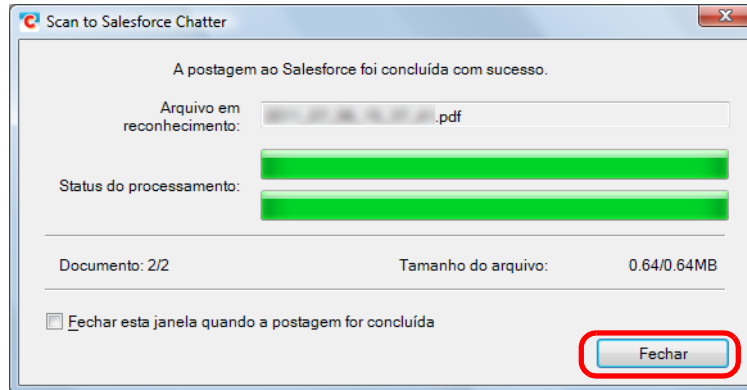 Scan to Salesforce Chatter
A postagem ao Salesforce foi concluída com sucesso.
Arquivo em
reconhecimento:
.pdf
Status do processamento:
Documento: 2/2
Tamanho do arquivo:
0.64/0.64MB
Fechar esta janela quando a postagem for concluída
Fechar